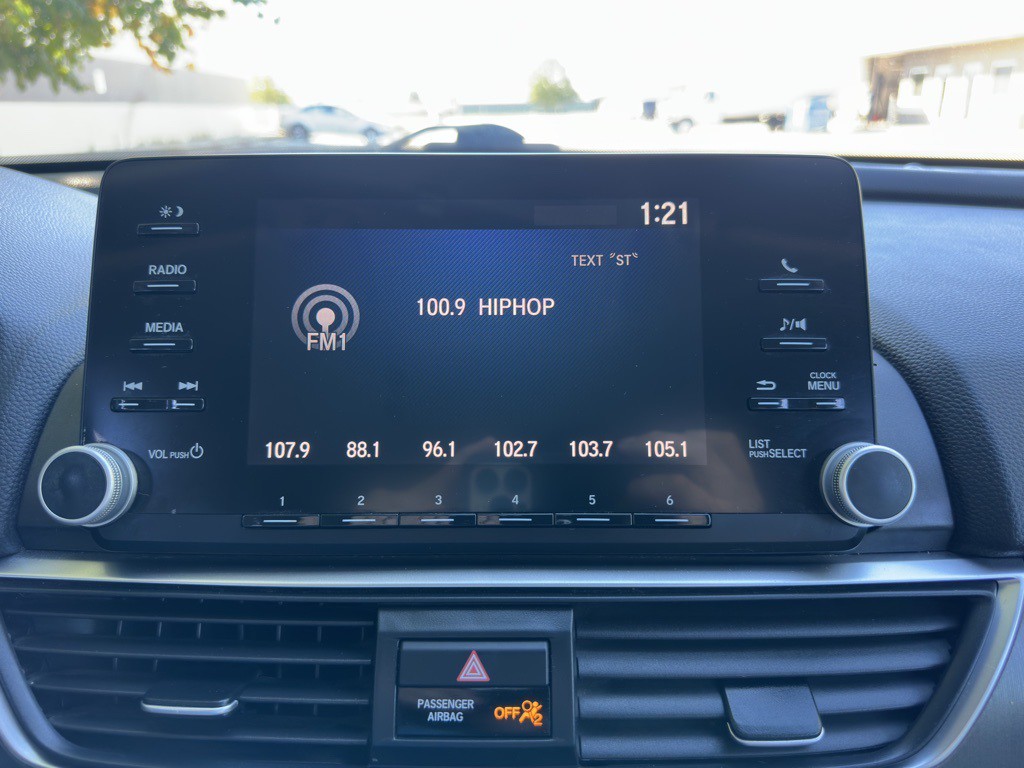 1:21
RADIO
TEXT "ST"
100.9 HIPHOP
FM1
MEDIA
CLOCK
MENU
VOL PUSH
107.9 88.1 96.1 102.7 103.7 105.1
LIST
PUSH SELECT
1 2 3 4 5 6
PASSENGER
AIRBAG
OFF
2